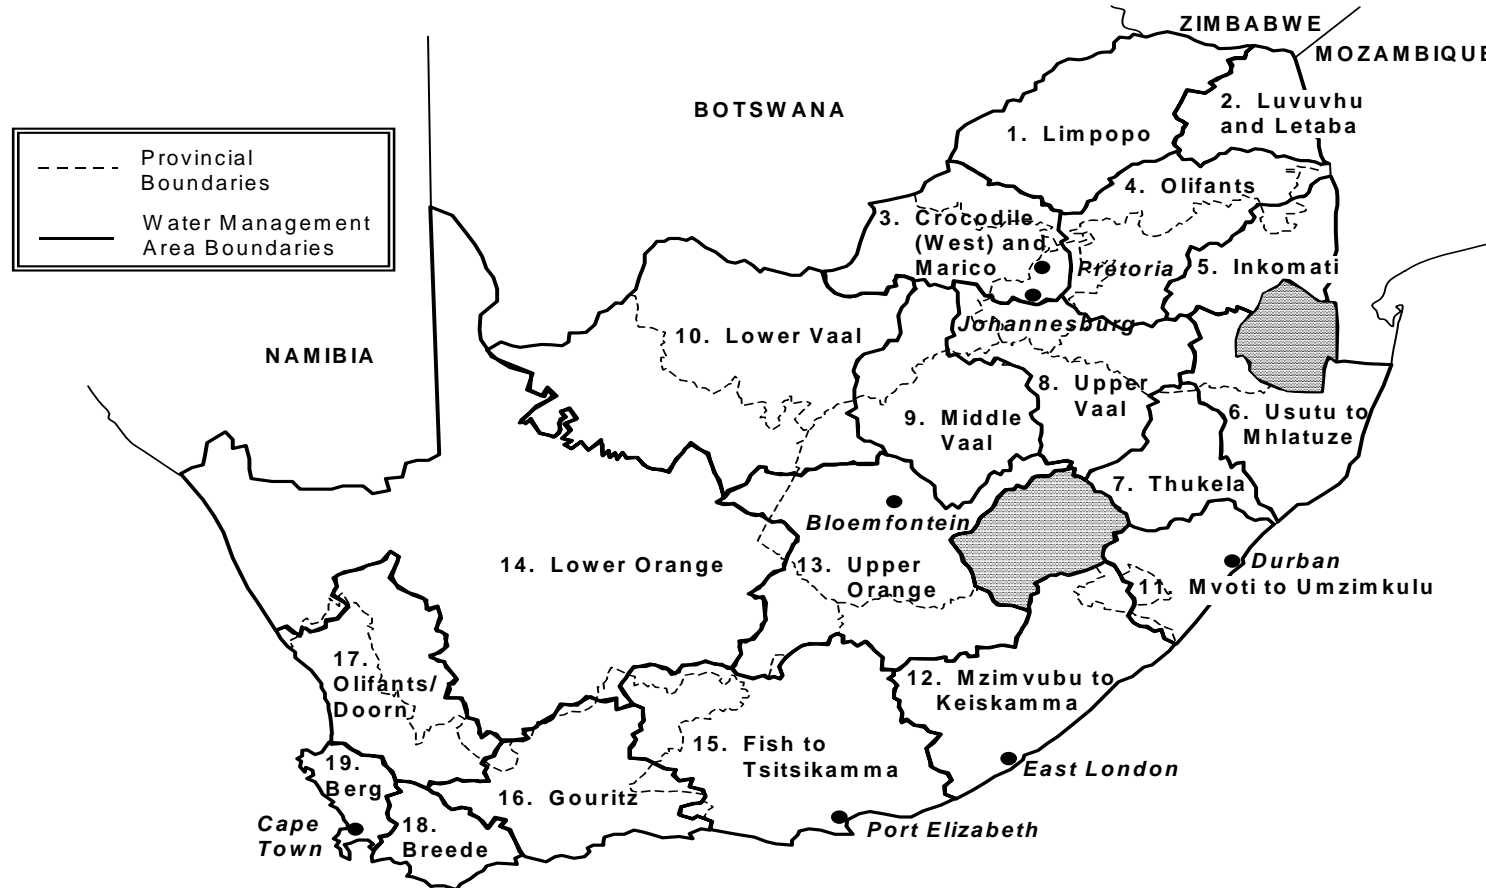 ZIMBABWE
MOZAMBIQUE
BOTSWANA
2. Luvuvhu
and Letaba
1. Limpopo
Provincial
Boundaries
Water Management
Area Boundaries
4. Olifants
3. Crocodile
(West) and
Marico
Pretoria
5. Inkomati
Johannesburg
10. Lower Vaal
NAMIBIA
8. Upper
Vaal
9. Middle
Vaal
6. Usutu to
Mhlatuze
7. Thukela
Bloemfontein
14. Lower Orange
13. Upper
Orange
Durban
11. Mvoti to Umzimkulu
17.
Olifants/
Doorn
12. Mzimvubu to
Keiskamma
15. Fish to
Tsitsikamma
East London
19.
Berg
16. Gouritz
Cape
Town
18.
Breede
Port Elizabeth